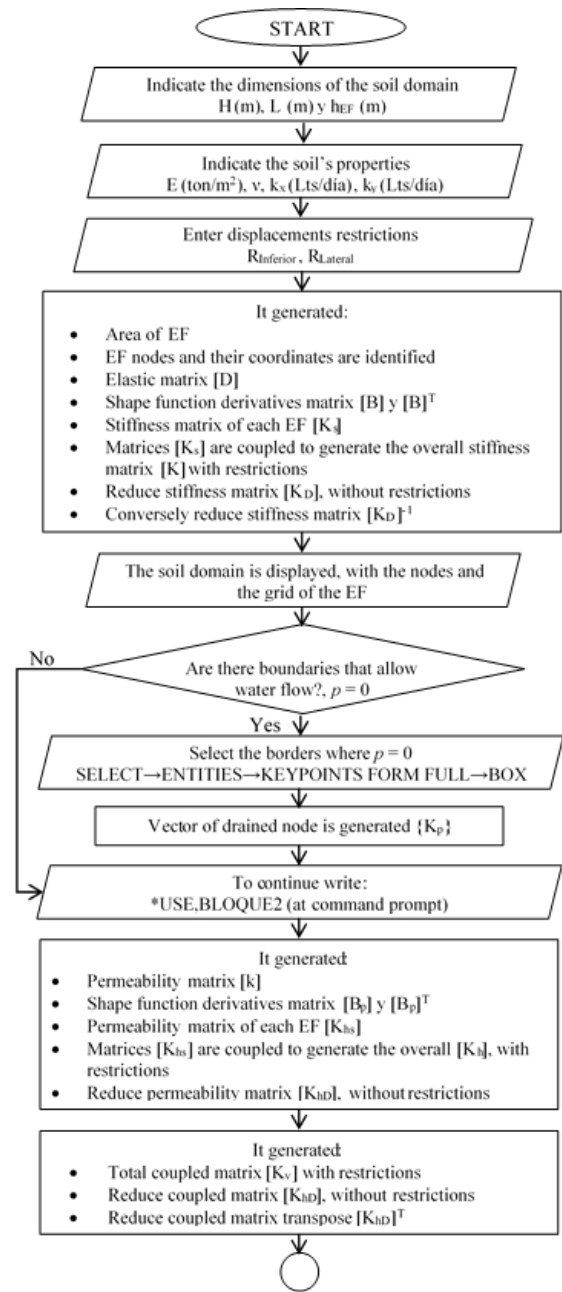 START
Indicate the dimensions of the soil domain
H (m), L (m) y hEF (m)
Indicate the soil's properties
E (ton/m²), ν, kx (Lts/día), ky (Lts/día)
Enter displacements restrictions
RInferior, RLateral
It generated:
• Area of EF
• EF nodes and their coordinates are identified
• Elastic matrix [D]
• Shape function derivatives matrix [B] y [B]ᵀ
• Stiffness matrix of each EF [Ks]
• Matrices [Ks] are coupled to generate the overall stiffness
matrix [K] with restrictions
• Reduce stiffness matrix [KD], without restrictions
• Conversely reduce stiffness matrix [KD]⁻¹
The soil domain is displayed, with the nodes and
the grid of the EF
No
Are there boundaries that allow
water flow?, p = 0
Yes
Select the borders where p = 0
SELECT→ENTITIES→KEYPOINTS FORM FULL→BOX
Vector of drained node is generated {Kp}
To continue write:
*USE,BLOQUE2 (at command prompt)
It generated:
• Permeability matrix [k]
• Shape function derivatives matrix [Bp] y [Bp]ᵀ
• Permeability matrix of each EF [Khs]
• Matrices [Khs] are coupled to generate the overall [Kh], with
restrictions
• Reduce permeability matrix [KhD], without restrictions
It generated:
• Total coupled matrix [Kv] with restrictions
• Reduce coupled matrix [KhD], without restrictions
• Reduce coupled matrix transpose [KhD]ᵀ